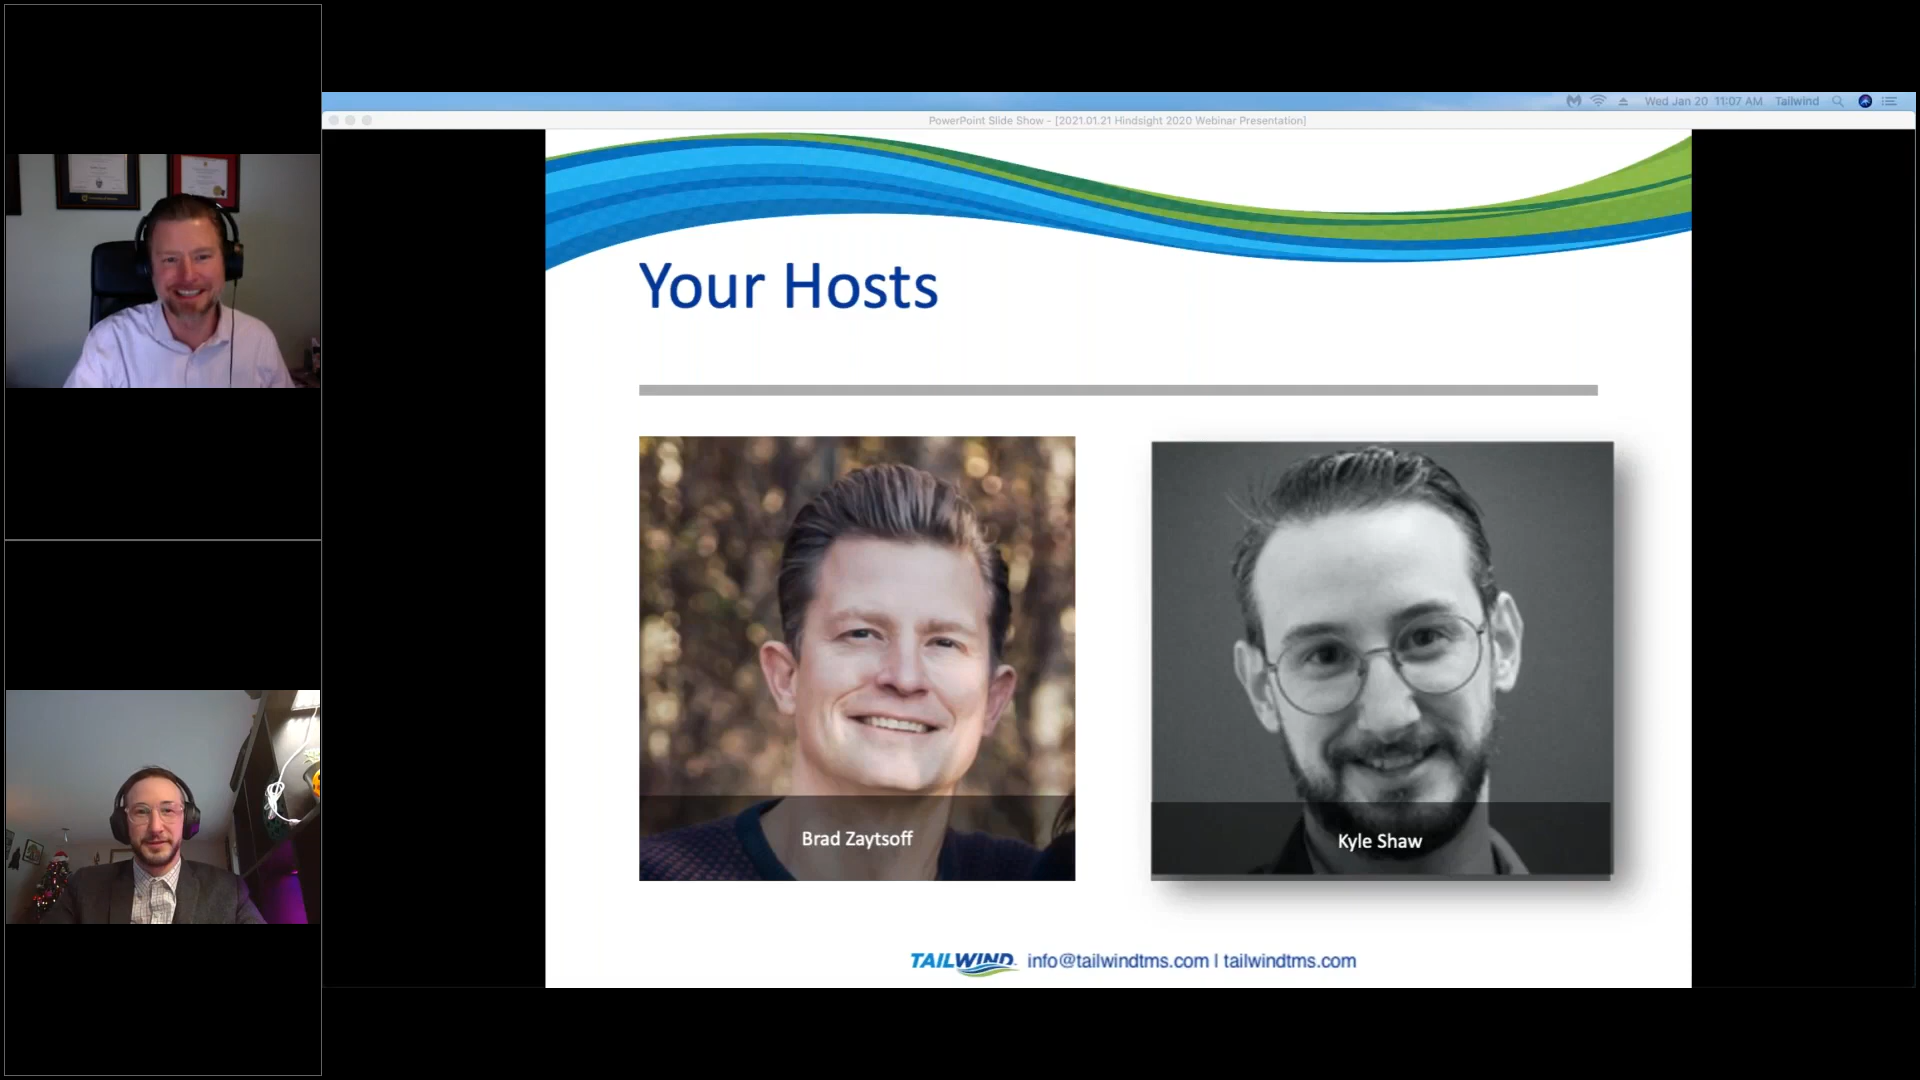 Wed Jan 20 11:07 AM Tailwind
PowerPoint Slide Show - [2021.01.21 Hindsight 2020 Webinar Presentation]
Your Hosts
Brad Zaytsoff
Kyle Shaw
TAILWIND info@tailwindtms.com | tailwindtms.com